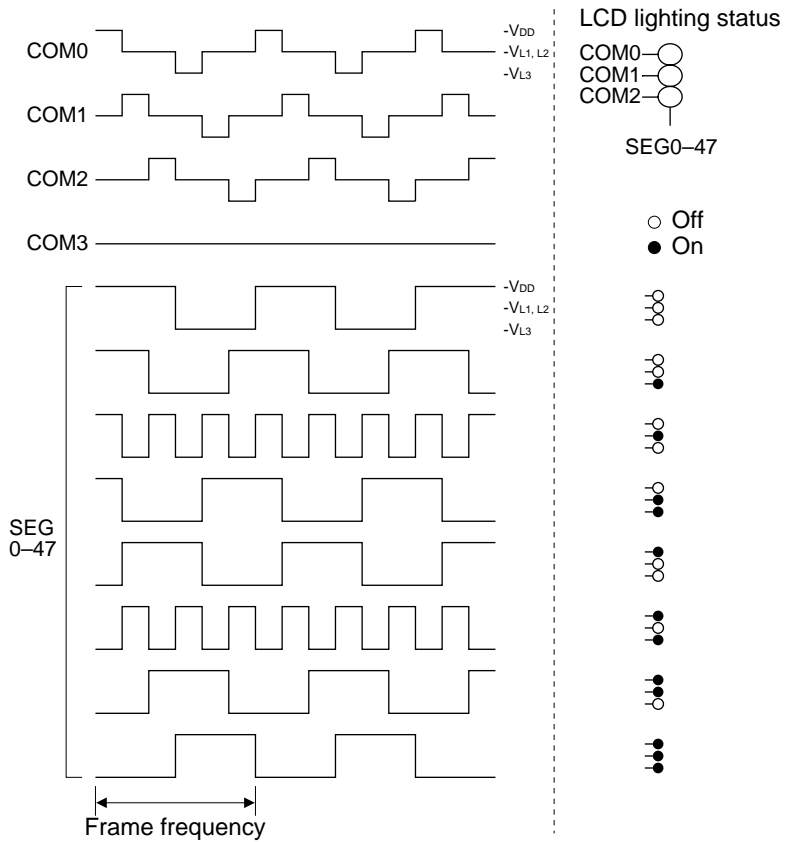 COM0
-VDD
-VL1, L2
-VL3
COM1
COM2
COM3
-VDD
-VL1, L2
-VL3
SEG
0–47
Frame frequency
LCD lighting status
COM0
COM1
COM2
SEG0–47
Off
On